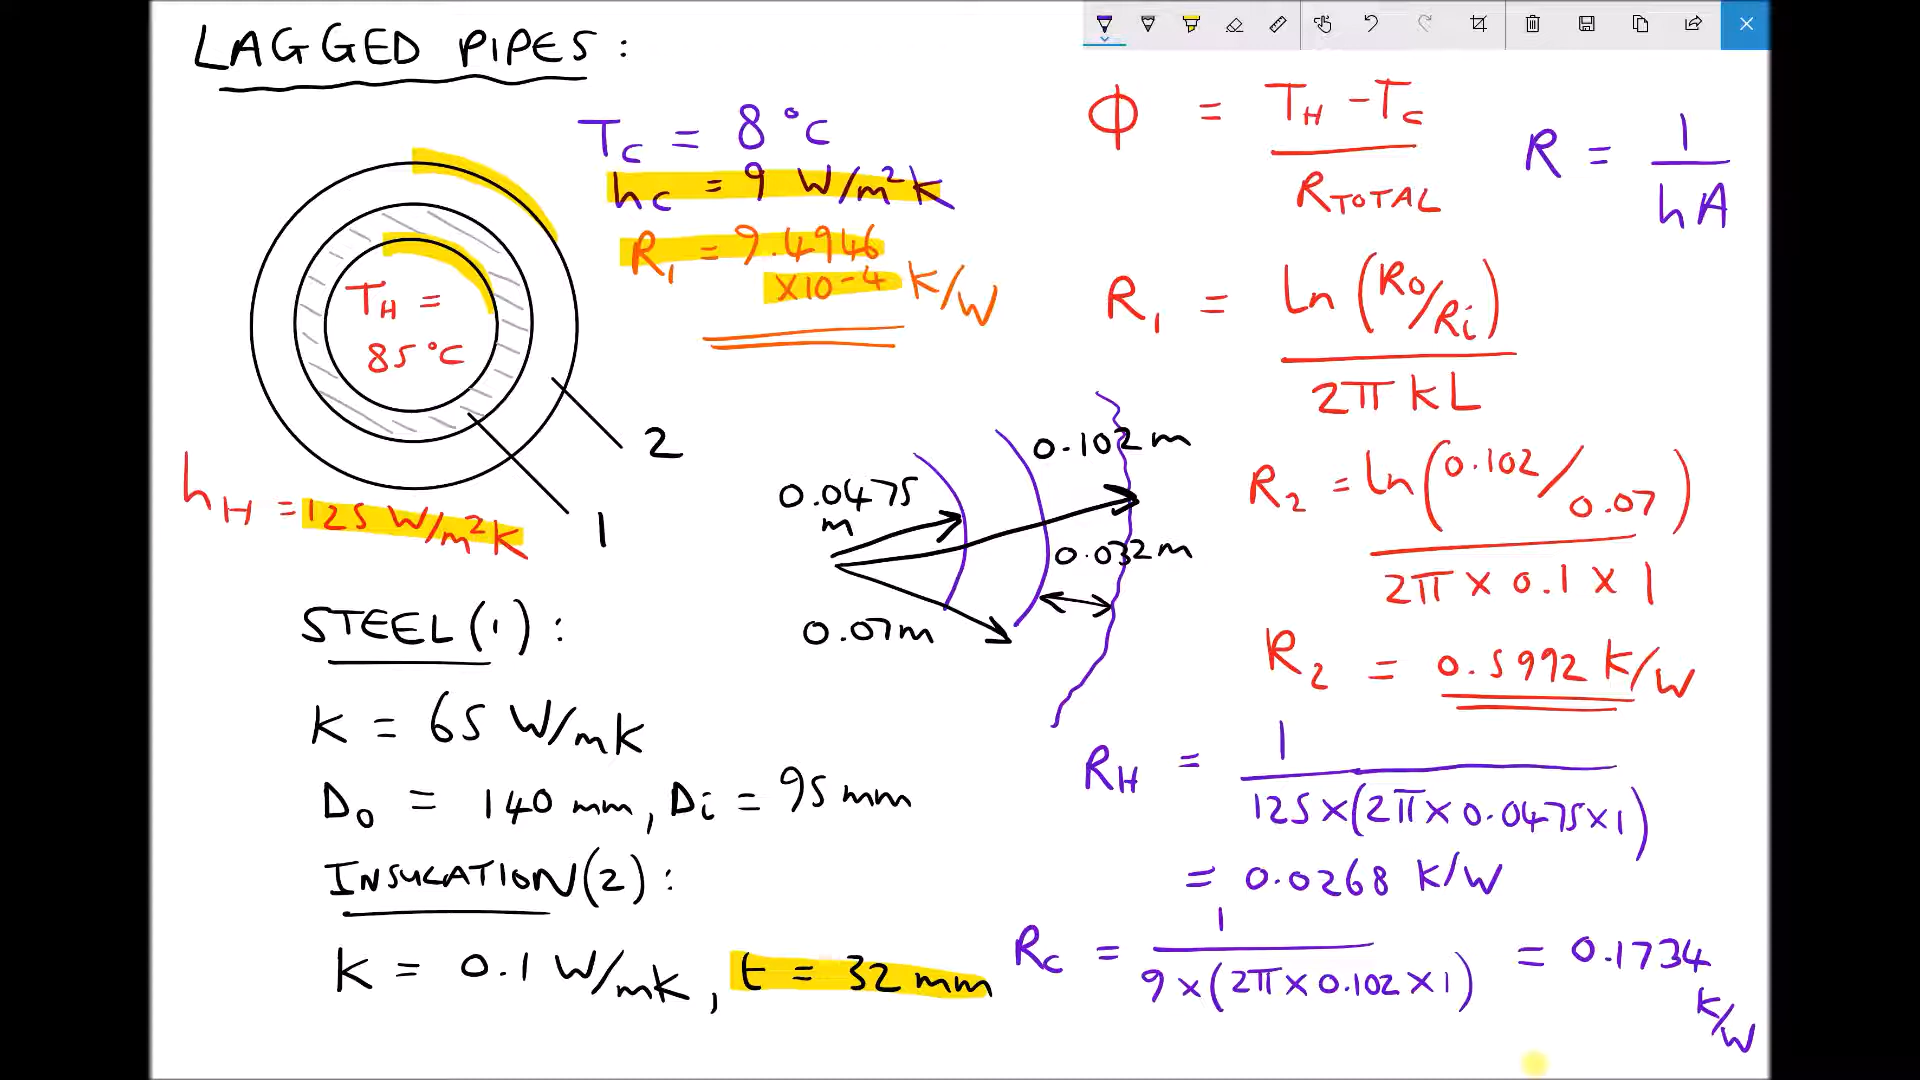 LAGGED PIPES:
Tc = 8 °C
hc = 9 W/m²K
R₁ = 9.4946
×10⁻⁴ K/W
TH =
85 °C
2
1
hH = 125 W/m²K
STEEL(1):
K = 65 W/mK
Do = 140 mm, Di = 95 mm
INSULATION(2):
K = 0.1 W/mK, t = 32 mm
0.0475
m
0.102 m
0.032 m
0.07m
Φ = TH - Tc / RTOTAL
R = 1 / hA
R₁ = ln (Ro/Ri) / 2π K L
R₂ = ln (0.102/0.07) / 2π × 0.1 × 1
R₂ = 0.5992 K/W
RH = 1 / 125 × (2π × 0.0475 × 1)
= 0.0268 K/W
Rc = 1 / 9 × (2π × 0.102 × 1) = 0.1734
K/W